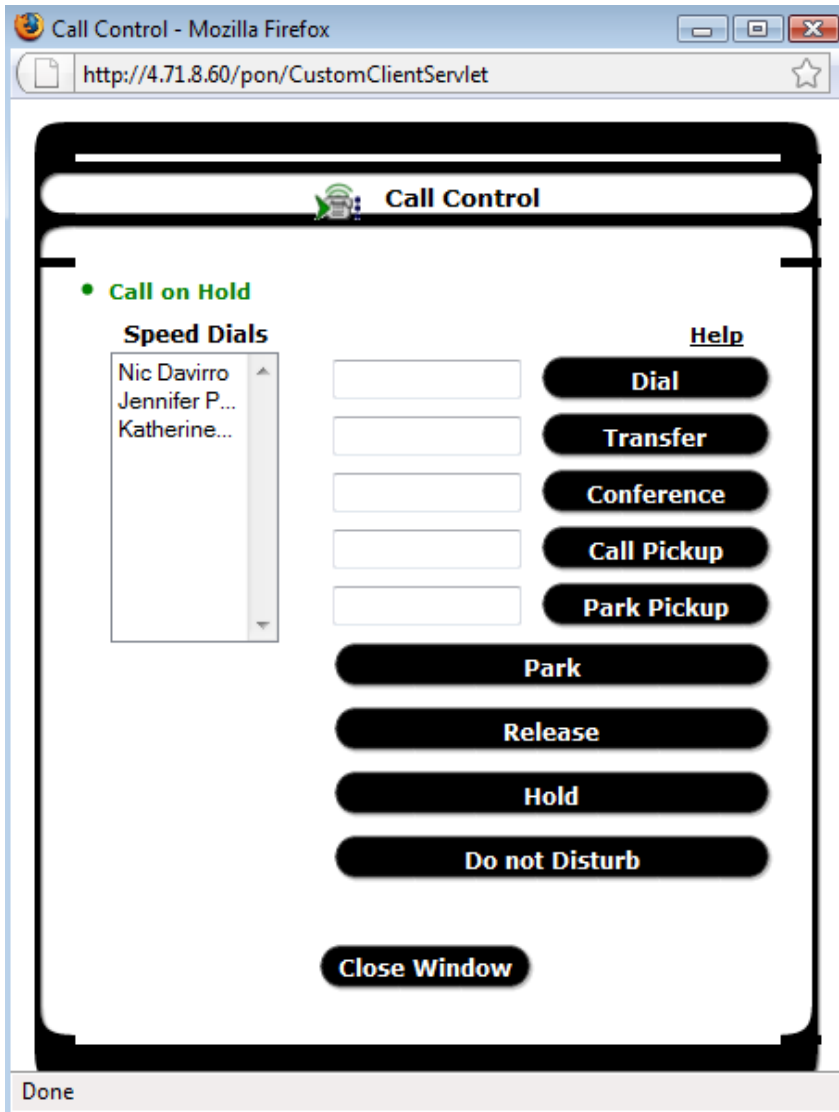 Call Control - Mozilla Firefox
http://4.71.8.60/pon/CustomClientServlet
Call Control
Call on Hold
Speed Dials
Help
Nic Davirro
Jennifer P...
Katherine...
Dial
Transfer
Conference
Call Pickup
Park Pickup
Park
Release
Hold
Do not Disturb
Close Window
Done